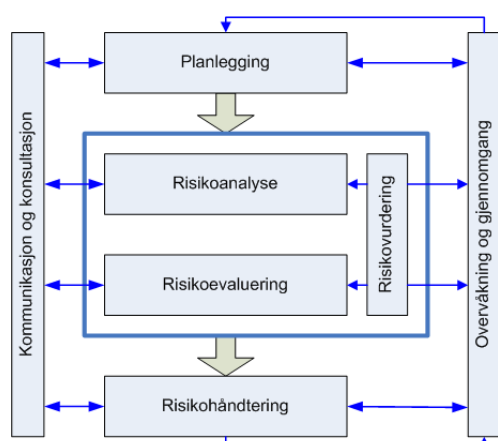 Planlegging
Kommunikasjon og konsultasjon
Risikoanalyse
Risikovurdering
Risikoevaluering
Overvåkning og gjennomgang
Risikohåndtering